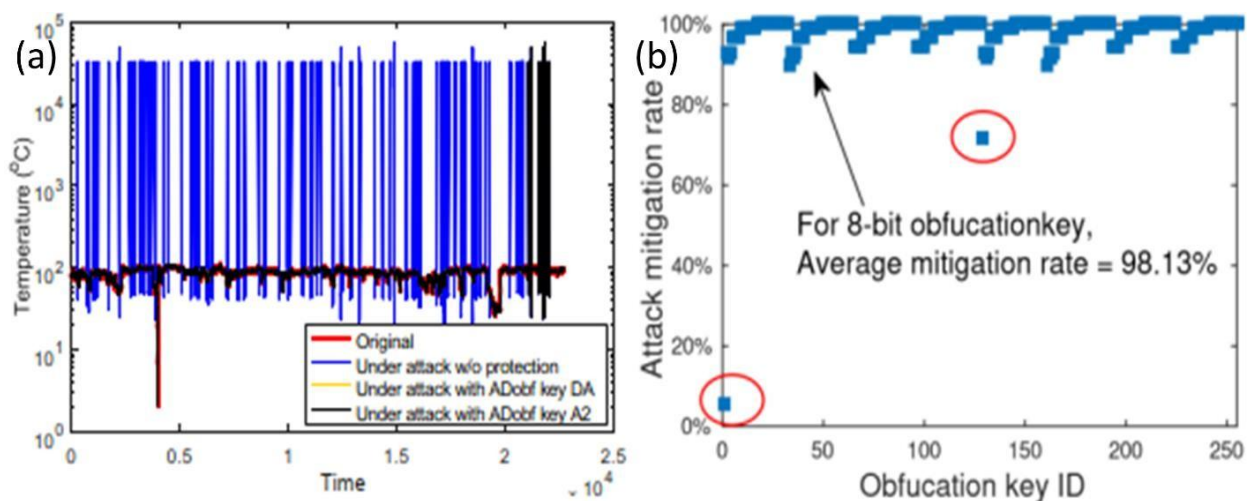 (a)
Temperature (°C)
10^5
10^4
10^3
10^2
10^1
10^0
Original
Under attack w/o protection
Under attack with ADobf key DA
Under attack with ADobf key A2
0
0.5
1
1.5
2
2.5
Time
10^4
(b)
Attack mitigation rate
100%
80%
60%
40%
20%
0%
For 8-bit obfucationkey,
Average mitigation rate = 98.13%
0
50
100
150
200
250
Obfucation key ID